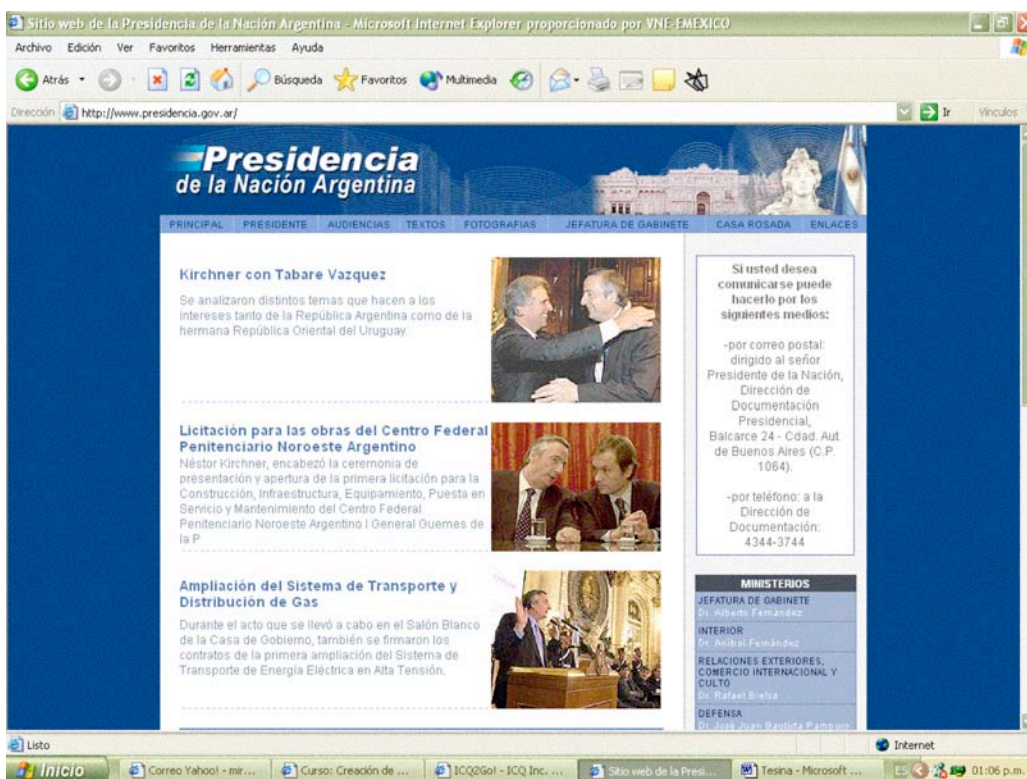 Sitio web de la Presidencia de la Nación Argentina - Microsoft Internet Explorer proporcionado por VNE-EMEXICO
Archivo Edición Ver Favoritos Herramientas Ayuda
Atrás Búsqueda Favoritos Multimedia
Dirección http://www.presidencia.gov.ar/ Ir Vínculos
Presidencia
de la Nación Argentina
PRINCIPAL PRESIDENTE AUDIENCIAS TEXTOS FOTOGRAFIAS JEFATURA DE GABINETE CASA ROSADA ENLACES
Kirchner con Tabare Vazquez
Se analizaron distintos temas que hacen a los
intereses tanto de la República Argentina como de la
hermana República Oriental del Uruguay.
Licitación para las obras del Centro Federal
Penitenciario Noroeste Argentino
Néstor Kirchner, encabezó la ceremonia de
presentación y apertura de la primera licitación para la
Construcción, Infraestructura, Equipamiento, Puesta en
Servicio y Mantenimiento del Centro Federal
Penitenciario Noroeste Argentino I General Guemes de
la P
Ampliación del Sistema de Transporte y
Distribución de Gas
Durante el acto que se llevó a cabo en el Salón Blanco
de la Casa de Gobierno, también se firmaron los
contratos de la primera ampliación del Sistema de
Transporte de Energía Eléctrica en Alta Tensión.
Si usted desea
comunicarse puede
hacerlo por los
siguientes medios:
-por correo postal:
dirigido al señor
Presidente de la Nación,
Dirección de
Documentación
Presidencial,
Balcarce 24 - Cdad. Aut.
de Buenos Aires (C.P.
1064).
-por teléfono: a la
Dirección de
Documentación:
4344-3744
MINISTERIOS
JEFATURA DE GABINETE
Dr. Alberto Fernández
INTERIOR
Dr. Aníbal Fernández
RELACIONES EXTERIORES,
COMERCIO INTERNACIONAL Y
CULTO
Dr. Rafael Bielsa
DEFENSA
Dr. José Juan Bautista Pampuro
Listo Internet
Inicio Correo Yahoo! - mir... Curso: Creación de ... ICQ2Go! - ICQ Inc. ... Sitio web de la Presi... Tesina - Microsoft ... ES 01:06 p.m.